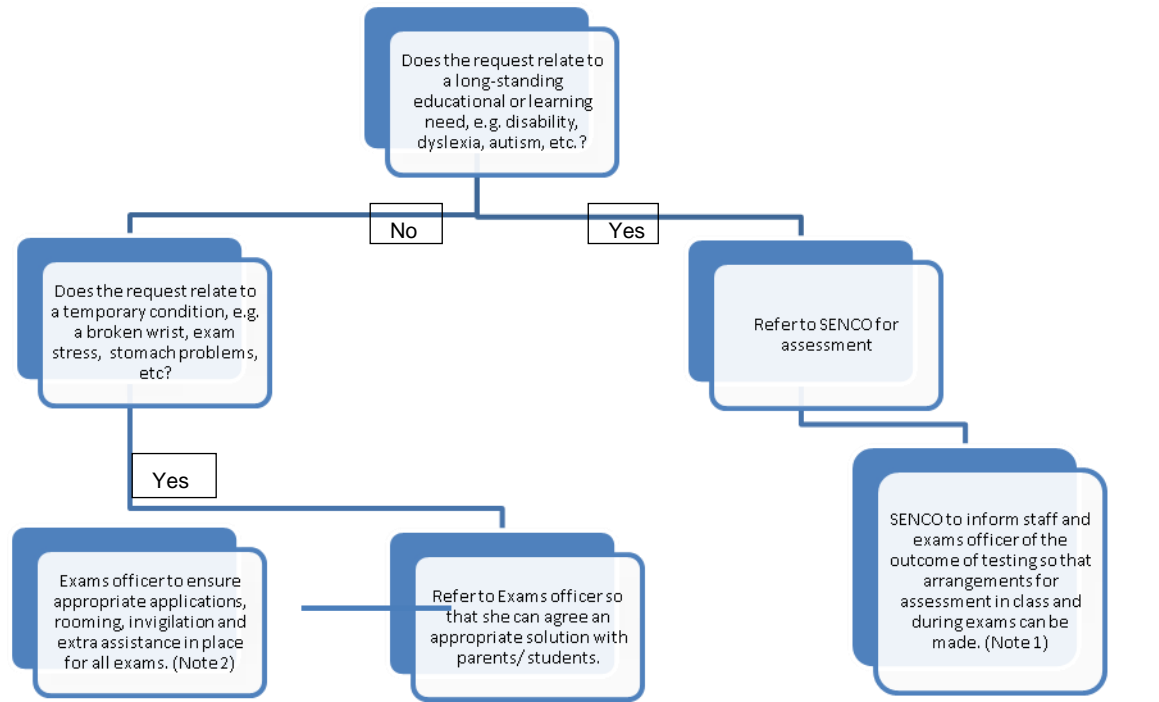 Does the request relate to
a long-standing
educational or learning
need, e.g. disability,
dyslexia, autism, etc.?
No
Yes
Does the request relate to
a temporary condition, e.g.
a broken wrist, exam
stress, stomach problems,
etc?
Refer to SENCO for
assessment
Yes
Exams officer to ensure
appropriate applications,
rooming, invigilation and
extra assistance in place
for all exams. (Note 2)
Refer to Exams officer so
that she can agree an
appropriate solution with
parents/ students.
SENCO to inform staff and
exams officer of the
outcome of testing so that
arrangements for
assessment in class and
during exams can be
made. (Note 1)